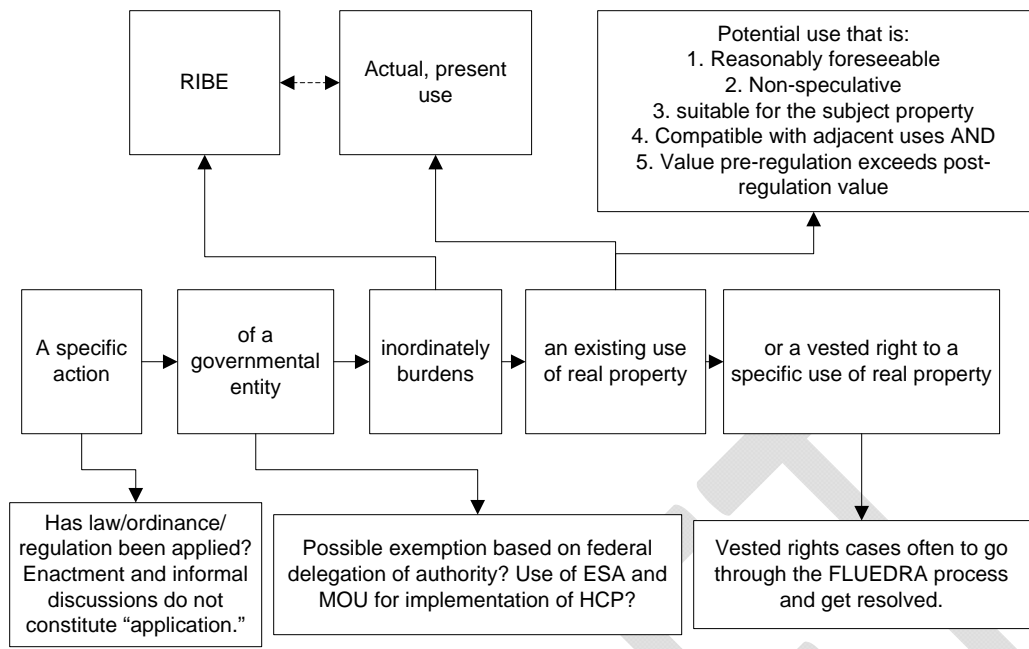 RIBE
Actual, present
use
Potential use that is:
1. Reasonably foreseeable
2. Non-speculative
3. suitable for the subject property
4. Compatible with adjacent uses AND
5. Value pre-regulation exceeds post-
regulation value
A specific
action
of a
governmental
entity
inordinately
burdens
an existing use
of real property
or a vested right to a
specific use of real property
Has law/ordinance/
regulation been applied?
Enactment and informal
discussions do not
constitute “application.”
Possible exemption based on federal
delegation of authority? Use of ESA and
MOU for implementation of HCP?
Vested rights cases often to go
through the FLUEDRA process
and get resolved.